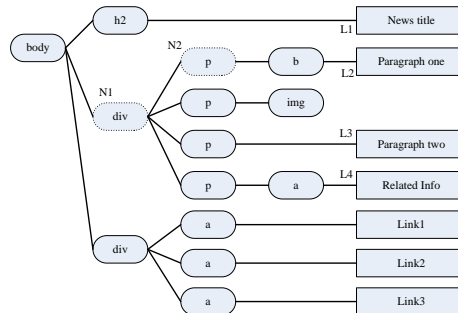 h2
L1
News title
body
N2
p
b
L2
Paragraph one
N1
div
p
img
p
L3
Paragraph two
p
a
L4
Related Info
div
a
Link1
a
Link2
a
Link3